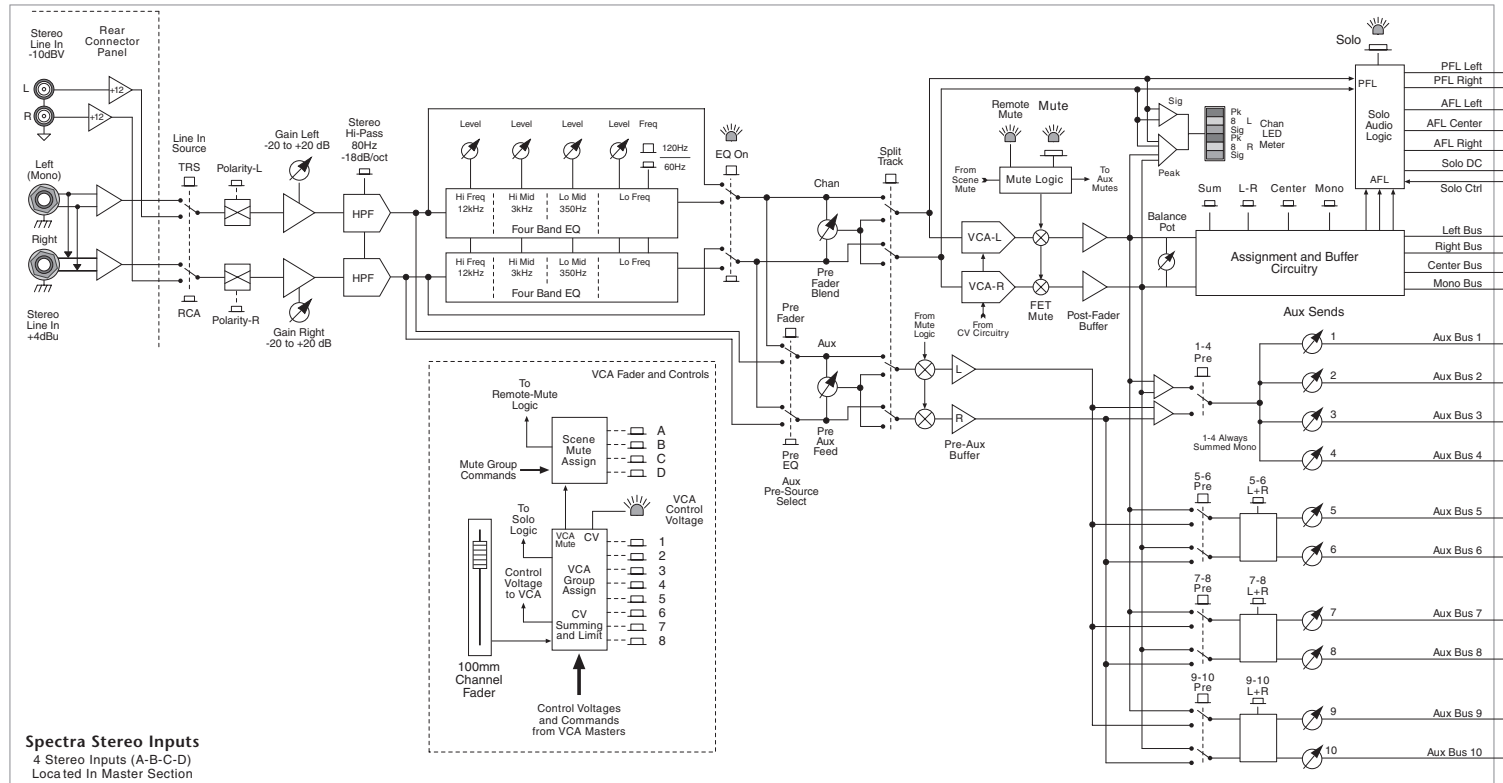 Stereo
Line In
-10dBV
Rear
Connector
Panel
L
+12
R
+12
Left
(Mono)
Right
Stereo
Line In
+4dBu
Line In
Source
TRS
RCA
Polarity-L
Polarity-R
Gain Left
-20 to +20 dB
Gain Right
-20 to +20 dB
Stereo
Hi-Pass
80Hz
-18dB/oct
HPF
HPF
Level
Level
Level
Level
Freq
120Hz
60Hz
Hi Freq
12kHz
Hi Mid
3kHz
Lo Mid
350Hz
Lo Freq
Four Band EQ
Hi Freq
12kHz
Hi Mid
3kHz
Lo Mid
350Hz
Lo Freq
Four Band EQ
EQ On
Chan
Pre
Fader
Blend
Split
Track
Pre
Fader
Aux
Pre
Aux
Feed
Pre
EQ
Aux
Pre-Source
Select
Remote
Mute
Mute
From
Scene
Mute
Mute Logic
To
Aux
Mutes
VCA-L
VCA-R
From
CV Circuitry
FET
Mute
Post-Fader
Buffer
From
Mute
Logic
L
R
Pre-Aux
Buffer
Sig
Peak
Pk
8
Sig
L
Pk
8
Sig
R
Chan
LED
Meter
Solo
PFL
Solo
Audio
Logic
AFL
PFL Left
PFL Right
AFL Left
AFL Center
AFL Right
Solo DC
Solo Ctrl
Sum
L-R
Center
Mono
Balance
Pot
Assignment and Buffer
Circuitry
Left Bus
Right Bus
Center Bus
Mono Bus
Aux Sends
1-4
Pre
1-4 Always
Summed Mono
1
Aux Bus 1
2
Aux Bus 2
3
Aux Bus 3
4
Aux Bus 4
5-6
Pre
5-6
L+R
5
Aux Bus 5
6
Aux Bus 6
7-8
Pre
7-8
L+R
7
Aux Bus 7
8
Aux Bus 8
9-10
Pre
9-10
L+R
9
Aux Bus 9
10
Aux Bus 10
VCA Fader and Controls
To
Remote-Mute
Logic
Scene
Mute
Assign
A
B
C
D
Mute Group
Commands
To
Solo
Logic
VCA
Control
Voltage
VCA
Mute
CV
VCA
Group
Assign
CV
Summing
and Limit
1
2
3
4
5
6
7
8
Control
Voltage
to VCA
100mm
Channel
Fader
Control Voltages
and Commands
from VCA Masters
Spectra Stereo Inputs
4 Stereo Inputs (A-B-C-D)
Located In Master Section